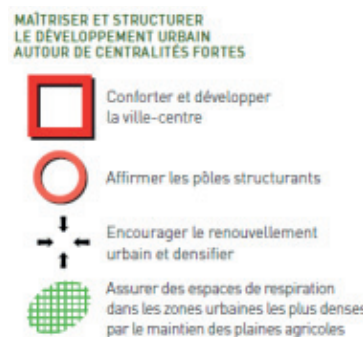 MAÎTRISER ET STRUCTURER
LE DÉVELOPPEMENT URBAIN
AUTOUR DE CENTRALITÉS FORTES
Conforter et développer
la ville-centre
Affirmer les pôles structurants
Encourager le renouvellement
urbain et densifier
Assurer des espaces de respiration
dans les zones urbaines les plus denses
par le maintien des plaines agricoles